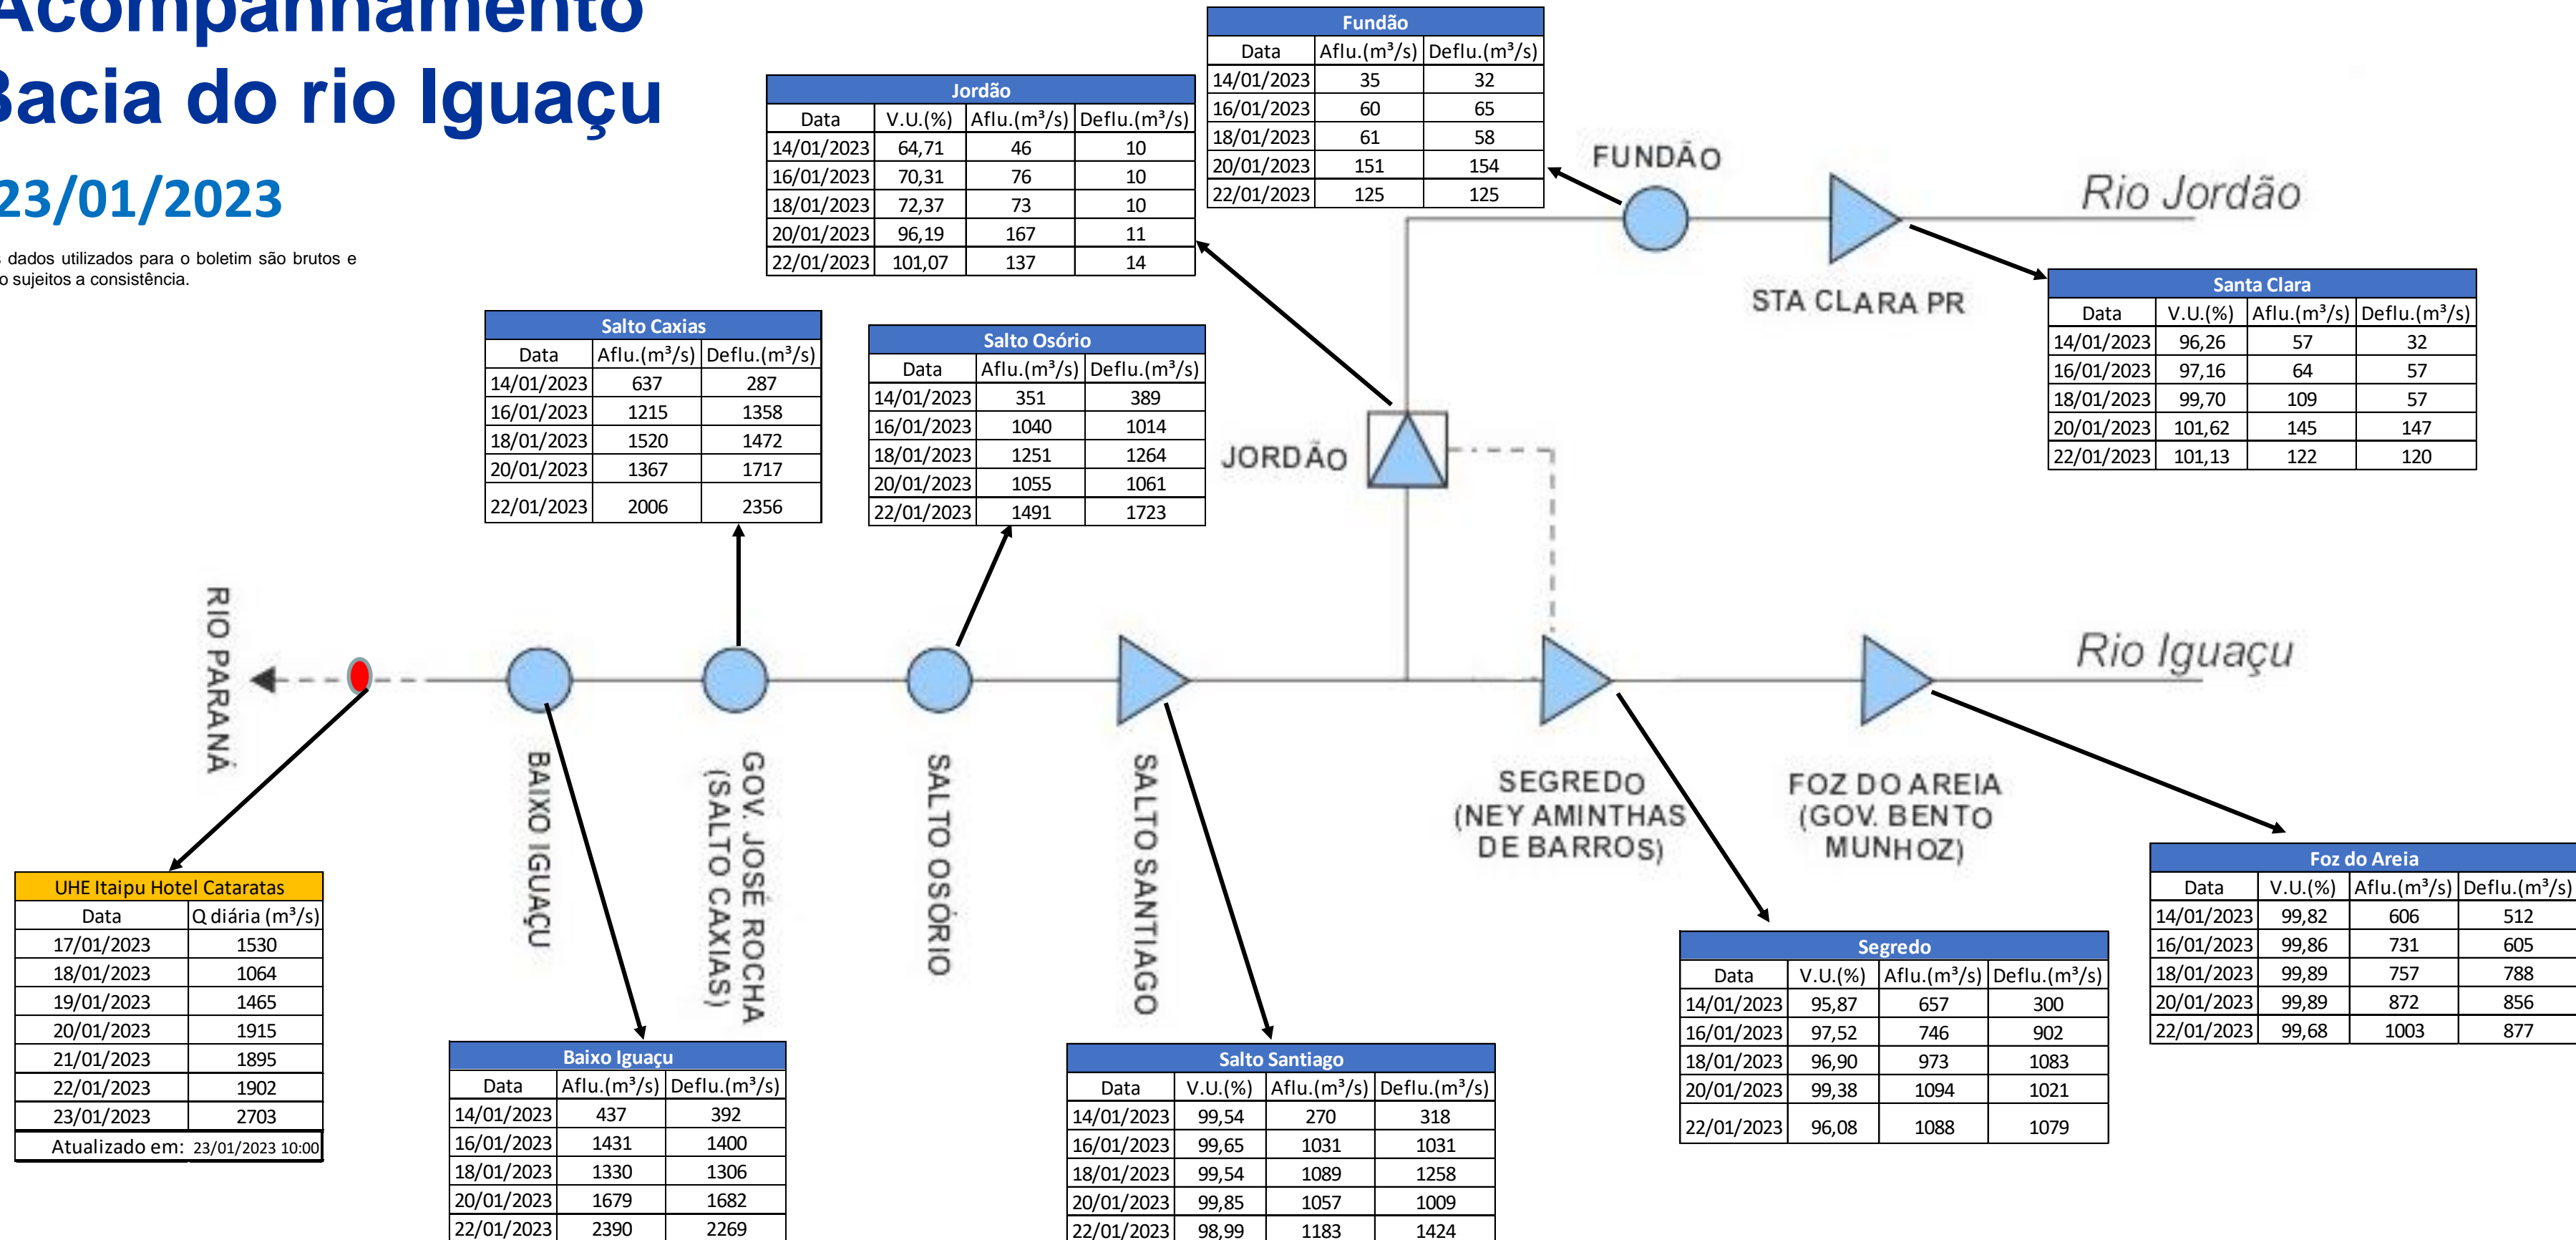 Acompanhamento
Bacia do rio Iguaçu
23/01/2023
dados utilizados para o boletim são brutos e
sujeitos a consistência.
Fundão
Data Aflu.(m³/s) Deflu.(m³/s)
14/01/2023 35 32
16/01/2023 60 65
18/01/2023 61 58
20/01/2023 151 154
22/01/2023 125 125
Jordão
Data V.U.(%) Aflu.(m³/s) Deflu.(m³/s)
14/01/2023 64,71 46 10
16/01/2023 70,31 76 10
18/01/2023 72,37 73 10
20/01/2023 96,19 167 11
22/01/2023 101,07 137 14
FUNDÃO
Rio Jordão
STA CLARA PR
Santa Clara
Data V.U.(%) Aflu.(m³/s) Deflu.(m³/s)
14/01/2023 96,26 57 32
16/01/2023 97,16 64 57
18/01/2023 99,70 109 57
20/01/2023 101,62 145 147
22/01/2023 101,13 122 120
Salto Caxias
Data Aflu.(m³/s) Deflu.(m³/s)
14/01/2023 637 287
16/01/2023 1215 1358
18/01/2023 1520 1472
20/01/2023 1367 1717
22/01/2023 2006 2356
Salto Osório
Data Aflu.(m³/s) Deflu.(m³/s)
14/01/2023 351 389
16/01/2023 1040 1014
18/01/2023 1251 1264
20/01/2023 1055 1061
22/01/2023 1491 1723
JORDÃO
RIO PARANÁ
Rio Iguaçu
BAIXO IGUAÇU
GOV. JOSÉ ROCHA
(SALTO CAXIAS)
SALTO OSÓRIO
SALTO SANTIAGO
SEGREDO
(NEY AMINTHAS
DE BARROS)
FOZ DO AREIA
(GOV. BENTO
MUNHOZ)
UHE Itaipu Hotel Cataratas
Data Q diária (m³/s)
17/01/2023 1530
18/01/2023 1064
19/01/2023 1465
20/01/2023 1915
21/01/2023 1895
22/01/2023 1902
23/01/2023 2703
Atualizado em: 23/01/2023 10:00
Baixo Iguaçu
Data Aflu.(m³/s) Deflu.(m³/s)
14/01/2023 437 392
16/01/2023 1431 1400
18/01/2023 1330 1306
20/01/2023 1679 1682
22/01/2023 2390 2269
Salto Santiago
Data V.U.(%) Aflu.(m³/s) Deflu.(m³/s)
14/01/2023 99,54 270 318
16/01/2023 99,65 1031 1031
18/01/2023 99,54 1089 1258
20/01/2023 99,85 1057 1009
22/01/2023 98,99 1183 1424
Segredo
Data V.U.(%) Aflu.(m³/s) Deflu.(m³/s)
14/01/2023 95,87 657 300
16/01/2023 97,52 746 902
18/01/2023 96,90 973 1083
20/01/2023 99,38 1094 1021
22/01/2023 96,08 1088 1079
Foz do Areia
Data V.U.(%) Aflu.(m³/s) Deflu.(m³/s)
14/01/2023 99,82 606 512
16/01/2023 99,86 731 605
18/01/2023 99,89 757 788
20/01/2023 99,89 872 856
22/01/2023 99,68 1003 877